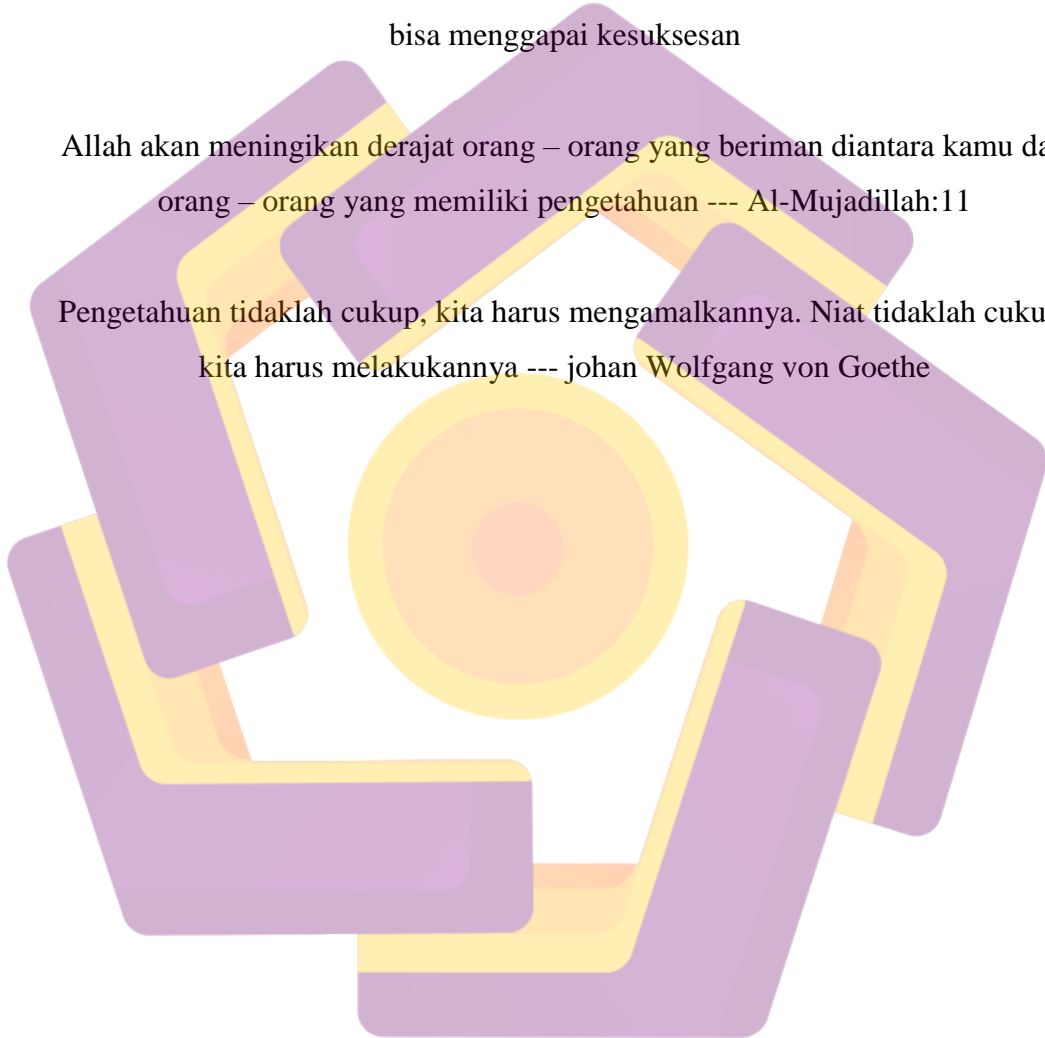 bisa menggapai kesuksesan
Allah akan meningikan derajat orang – orang yang beriman diantara kamu da
orang – orang yang memiliki pengetahuan --- Al-Mujadillah:11
Pengetahuan tidaklah cukup, kita harus mengamalkannya. Niat tidaklah cuku
kita harus melakukannya --- johan Wolfgang von Goethe